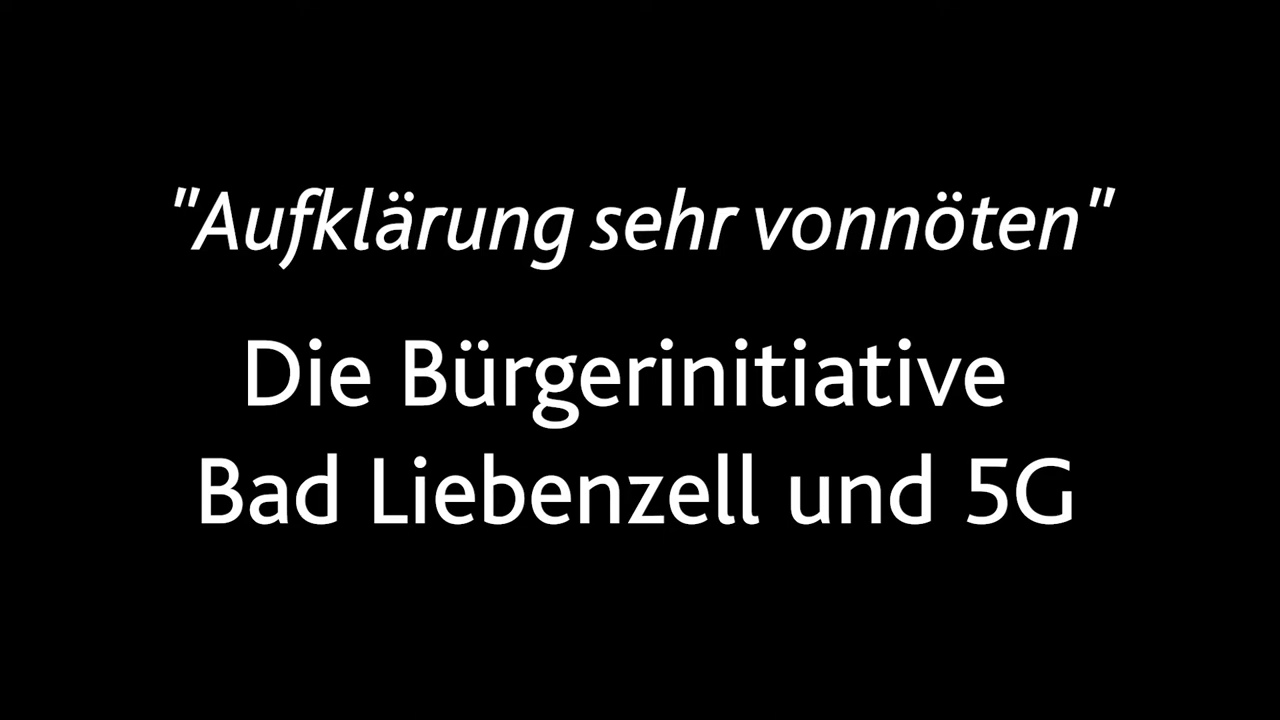 "Aufklärung sehr vonnöten"
Die Bürgerinitiative
Bad Liebenzell und 5G